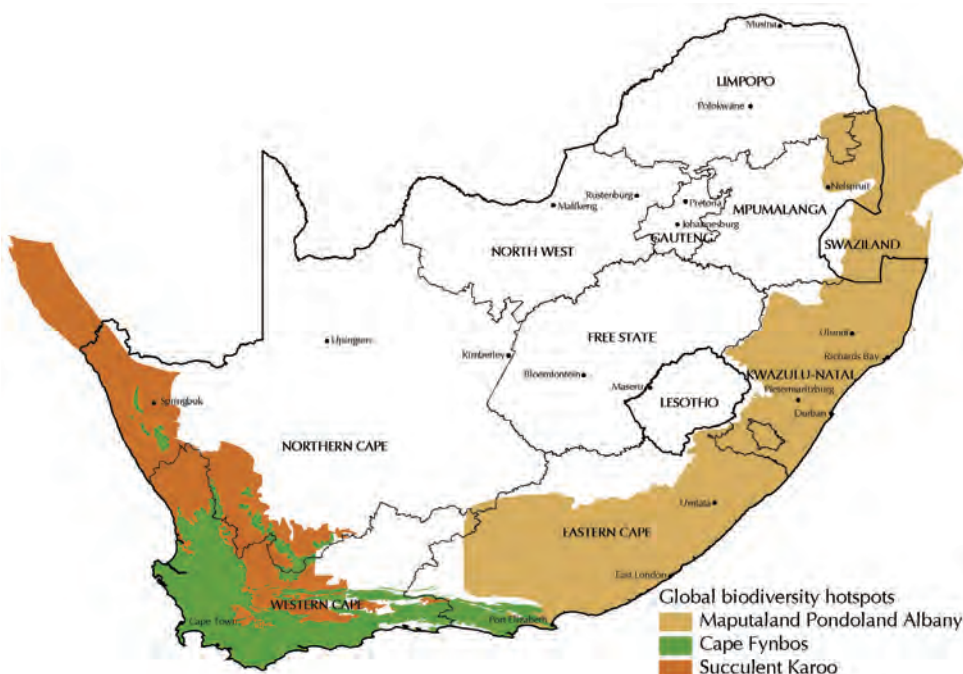 Musina
LIMPOPO
Polokwane
Nelspruit
Rustenburg
Pretoria
Mafikeng
MPUMALANGA
Johannesburg
GAUTENG
NORTH WEST
SWAZILAND
Ulundi
Upington
FREE STATE
Kimberley
Richards Bay
Bloemfontein
KWAZULU-NATAL
Maseru
Pietermaritzburg
Springbok
LESOTHO
Durban
NORTHERN CAPE
Umtata
EASTERN CAPE
East London
Global biodiversity hotspots
WESTERN CAPE
Cape Town
Port Elizabeth
Maputaland Pondoland Albany
Cape Fynbos
Succulent Karoo